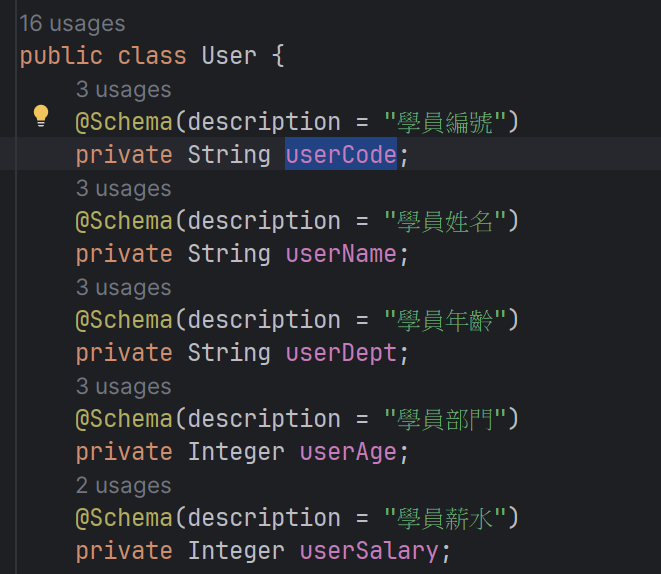 16 usages
public class User {
3 usages
@Schema(description = "學員編號")
private String userCode;
3 usages
@Schema(description = "學員姓名")
private String userName;
3 usages
@Schema(description = "學員年齡")
private String userDept;
3 usages
@Schema(description = "學員部門")
private Integer userAge;
2 usages
@Schema(description = "學員薪水")
private Integer userSalary;